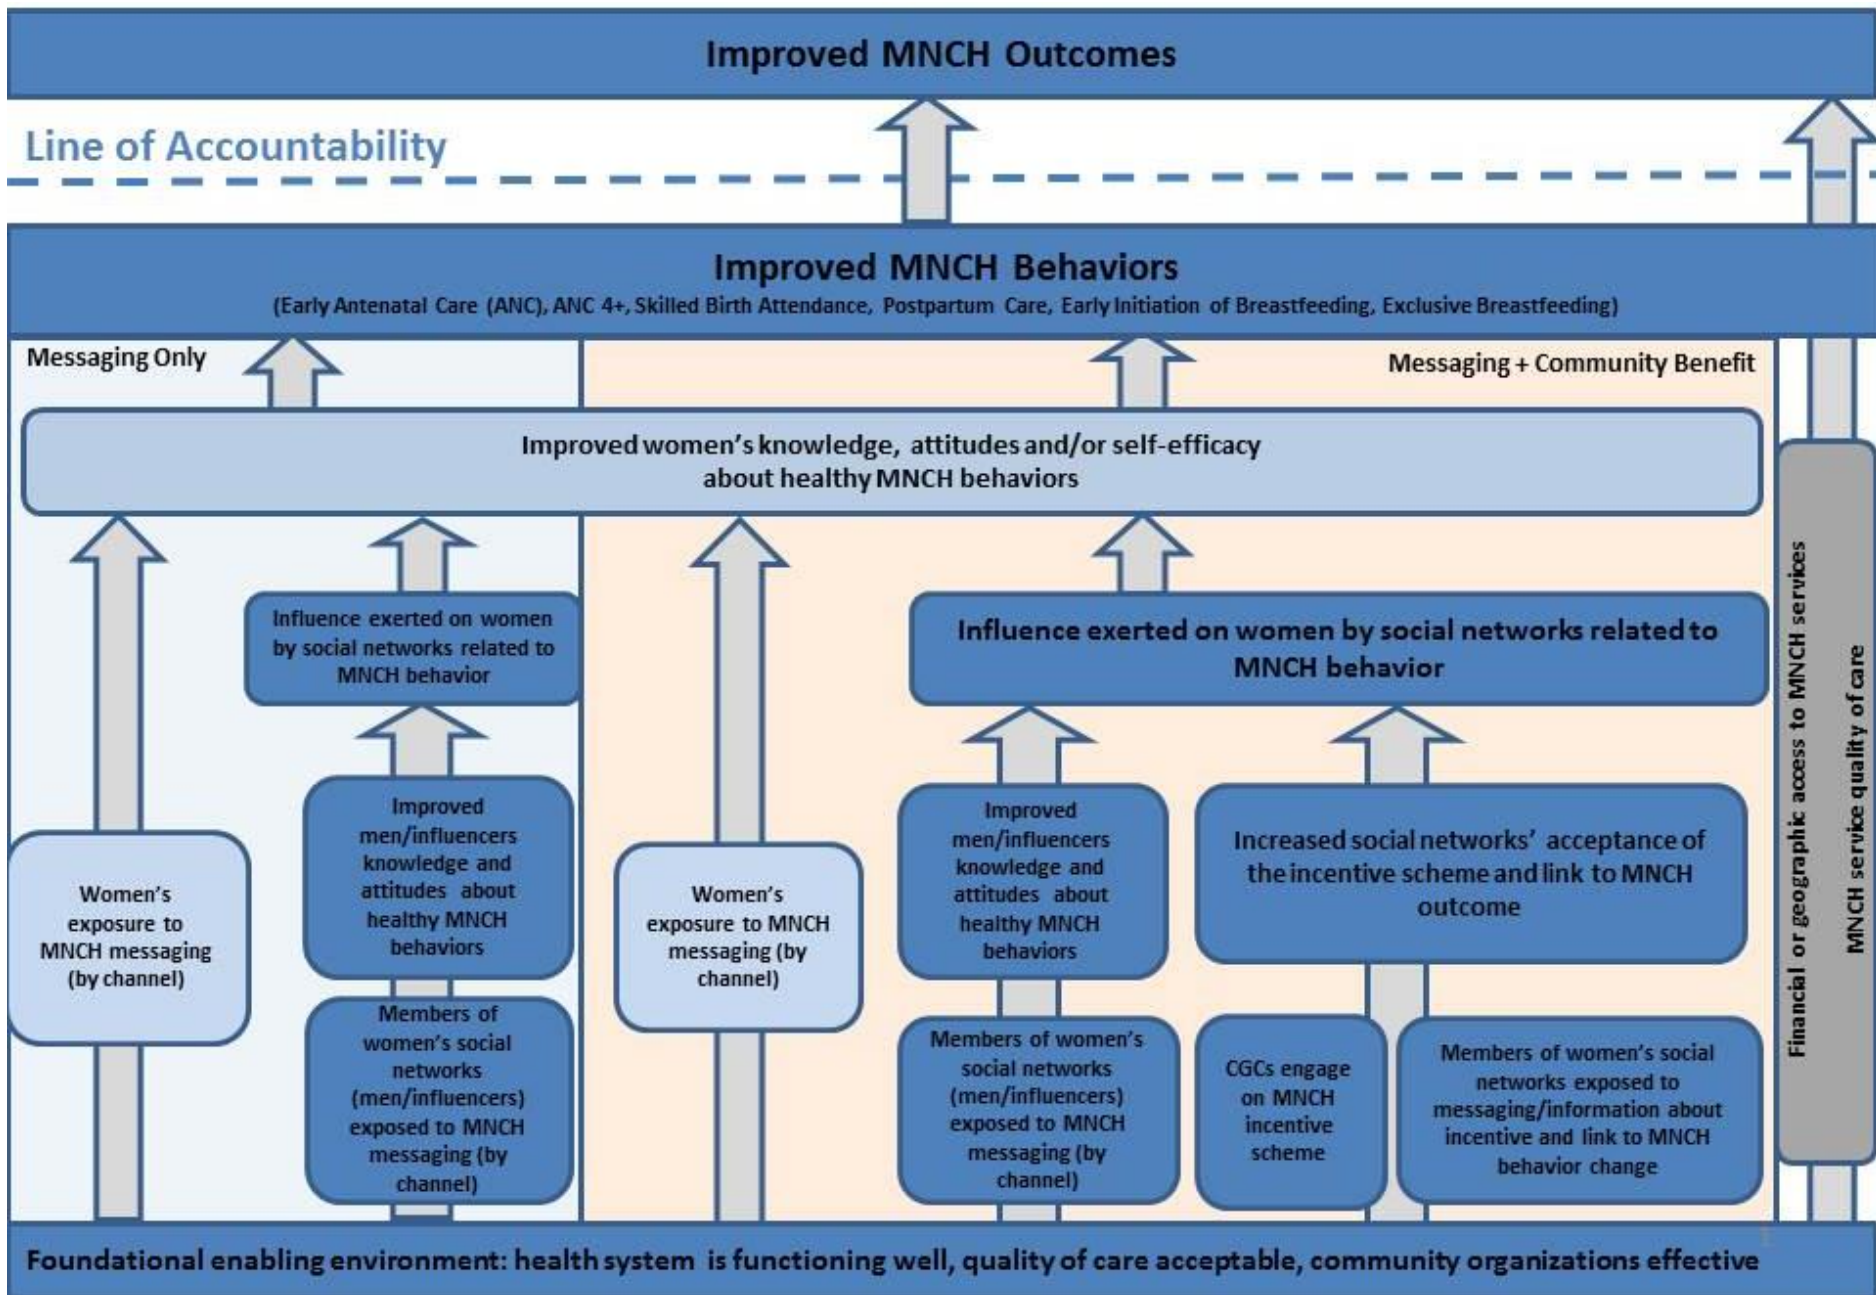 Improved MNCH Outcomes
Line of Accountability
Improved MNCH Behaviors
(Early Antenatal Care (ANC), ANC 4+, Skilled Birth Attendance, Postpartum Care, Early Initiation of Breastfeeding, Exclusive Breastfeeding)
Messaging Only
Messaging + Community Benefit
Improved women's knowledge, attitudes and/or self-efficacy
about healthy MNCH behaviors
Influence exerted on women
by social networks related to
MNCH behavior
Influence exerted on women by social networks related to
MNCH behavior
Women's
exposure to
MNCH messaging
(by channel)
Improved
men/influencers
knowledge and
attitudes about
healthy MNCH
behaviors
Members of
women's social
networks
(men/influencers)
exposed to MNCH
messaging (by
channel)
Women's
exposure to MNCH
messaging (by
channel)
Improved
men/influencers
knowledge and
attitudes about
healthy MNCH
behaviors
Members of women's
social networks
(men/influencers)
exposed to MNCH
messaging (by
channel)
Increased social networks' acceptance of
the incentive scheme and link to MNCH
outcome
CGCs engage
on MNCH
incentive
scheme
Members of women's social
networks exposed to
messaging/information about
incentive and link to MNCH
behavior change
Financial or geographic access to MNCH services
MNCH service quality of care
Foundational enabling environment: health system is functioning well, quality of care acceptable, community organizations effective